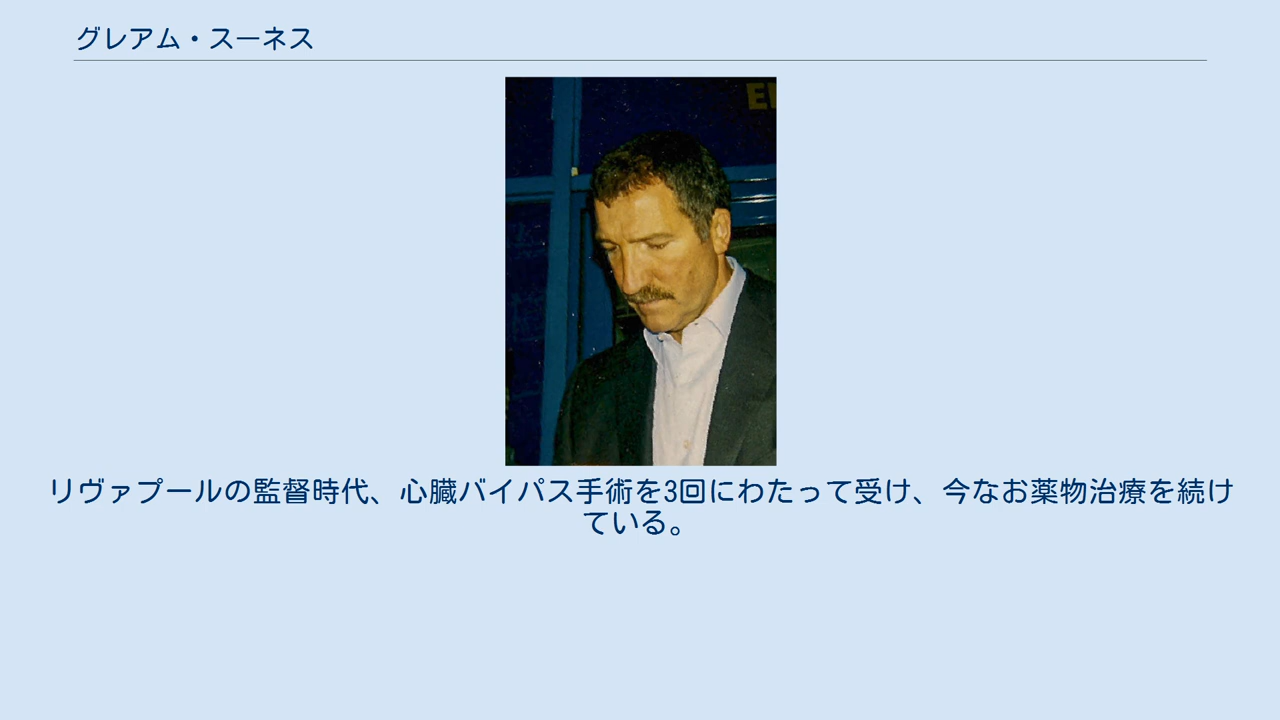 グレアム・スーネス
リヴァプールの監督時代、心臓バイパス手術を3回にわたって受け、今なお薬物治療を続け
ている。